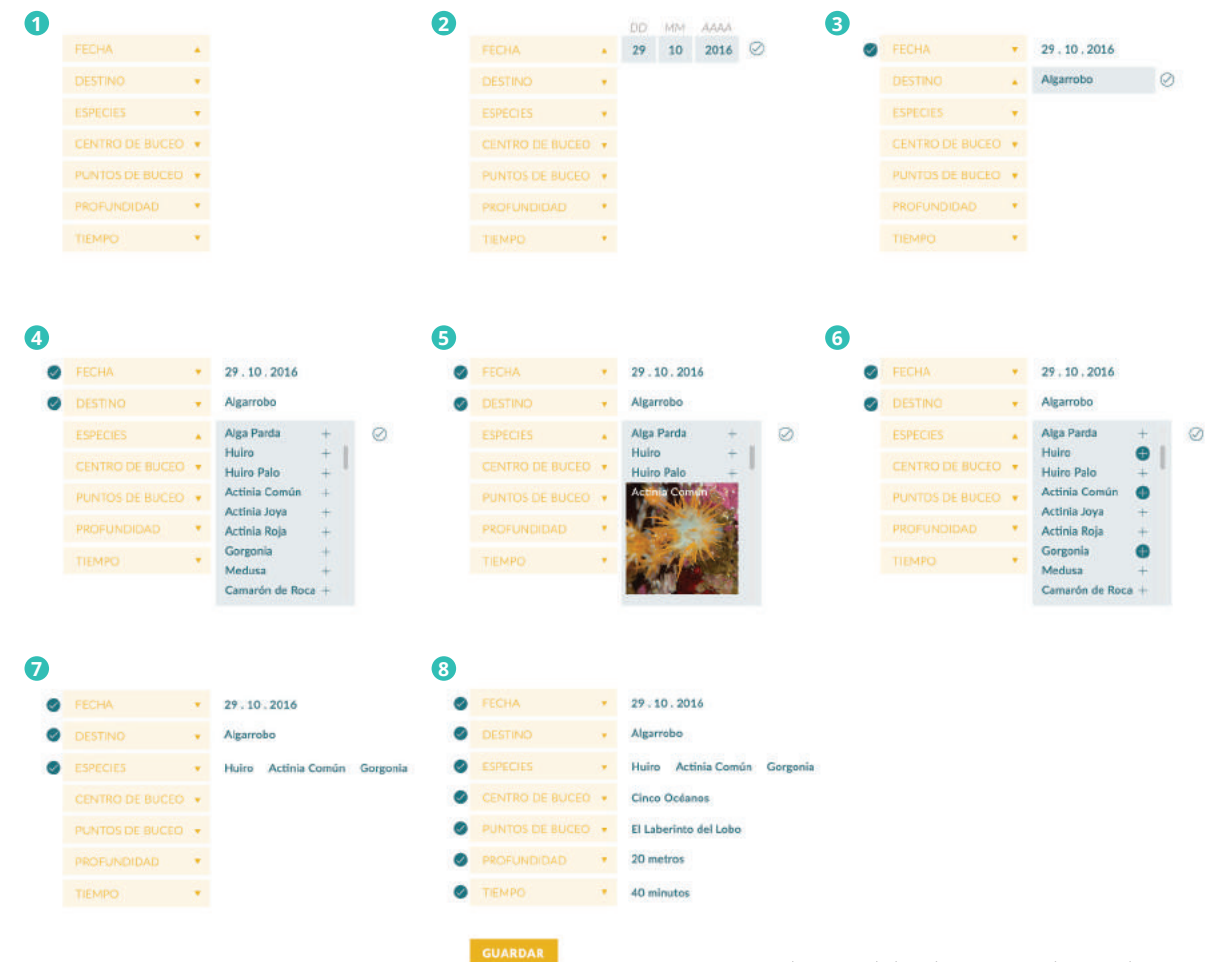 1
FECHA
DESTINO
ESPECIES
CENTRO DE BUCEO
PUNTOS DE BUCEO
PROFUNDIDAD
TIEMPO
2
DD MM AAAA
FECHA 29 10 2016
DESTINO
ESPECIES
CENTRO DE BUCEO
PUNTOS DE BUCEO
PROFUNDIDAD
TIEMPO
3
FECHA 29 . 10 . 2016
DESTINO Algarrobo
ESPECIES
CENTRO DE BUCEO
PUNTOS DE BUCEO
PROFUNDIDAD
TIEMPO
4
FECHA 29 . 10 . 2016
DESTINO Algarrobo
ESPECIES
CENTRO DE BUCEO
PUNTOS DE BUCEO
PROFUNDIDAD
TIEMPO
Alga Parda +
Huiro +
Huiro Palo +
Actinia Común +
Actinia Joya +
Actinia Roja +
Gorgonia +
Medusa +
Camarón de Roca +
5
FECHA 29 . 10 . 2016
DESTINO Algarrobo
ESPECIES
CENTRO DE BUCEO
PUNTOS DE BUCEO
PROFUNDIDAD
TIEMPO
Alga Parda +
Huiro +
Huiro Palo +
Actinia Común +
6
FECHA 29 . 10 . 2016
DESTINO Algarrobo
ESPECIES
CENTRO DE BUCEO
PUNTOS DE BUCEO
PROFUNDIDAD
TIEMPO
Alga Parda +
Huiro +
Huiro Palo +
Actinia Común +
Actinia Joya +
Actinia Roja +
Gorgonia +
Medusa +
Camarón de Roca +
7
FECHA 29 . 10 . 2016
DESTINO Algarrobo
ESPECIES Huiro Actinia Común Gorgonia
CENTRO DE BUCEO
PUNTOS DE BUCEO
PROFUNDIDAD
TIEMPO
8
FECHA 29 . 10 . 2016
DESTINO Algarrobo
ESPECIES Huiro Actinia Común Gorgonia
CENTRO DE BUCEO Cinco Océanos
PUNTOS DE BUCEO El Laberinto del Lobo
PROFUNDIDAD 20 metros
TIEMPO 40 minutos
GUARDAR